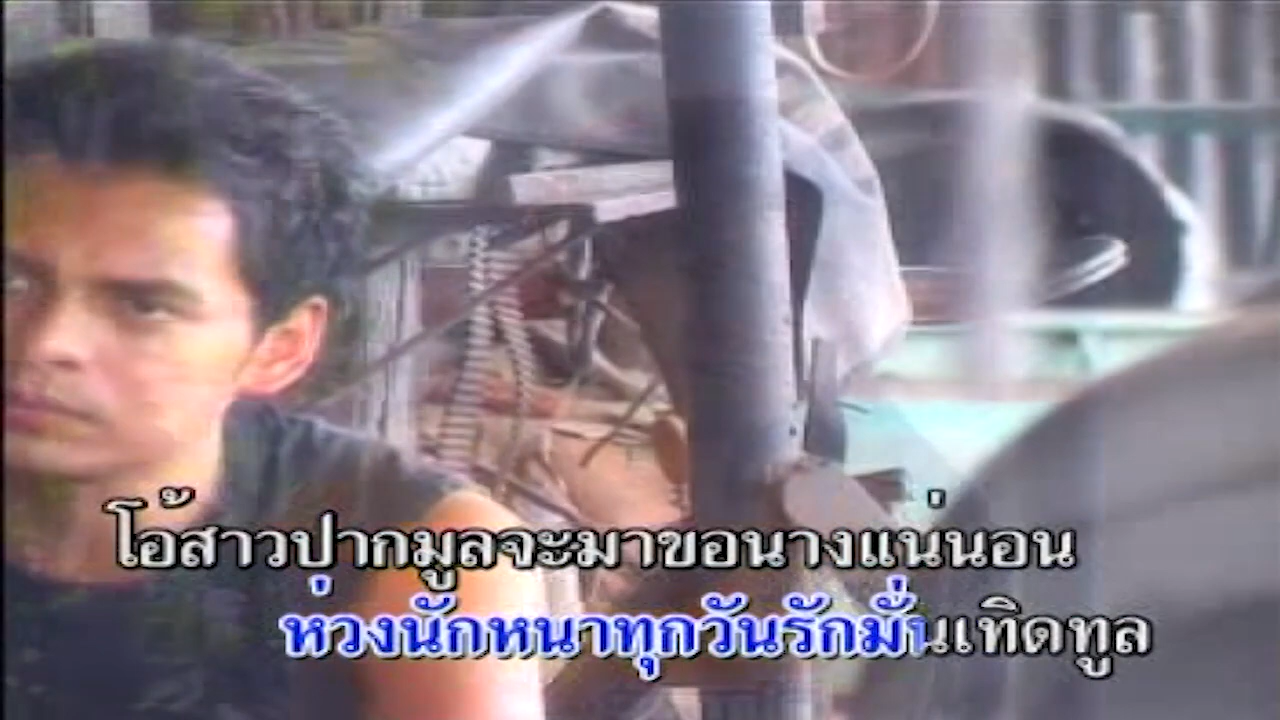 โอ้สาวปากมูลจะมาขอนางแน่นอน
ห่วงนักหนาทุกวันรักมั่นเทิดทูล